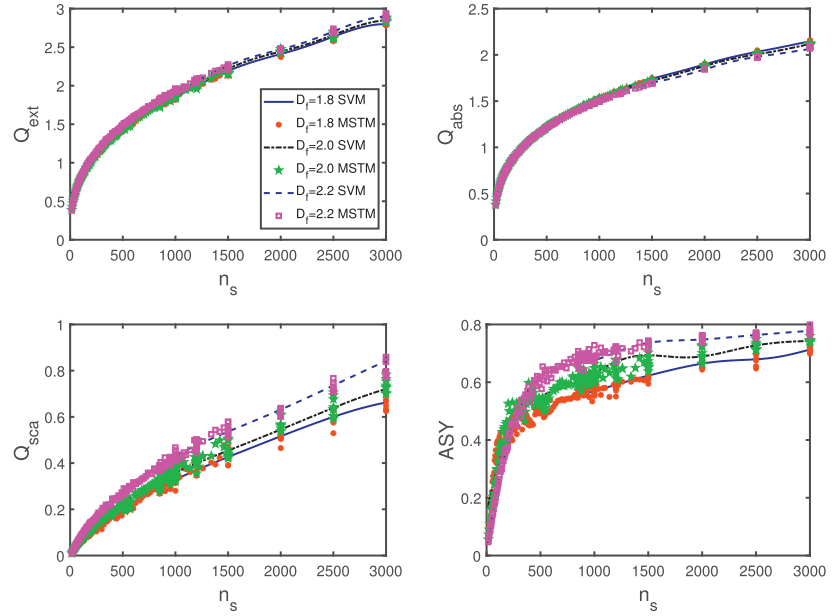 3
2.5
2
1.5
1
0.5
0
Q_ext
0 500 1000 1500 2000 2500 3000
n_s
D_f=1.8 SVM
D_f=1.8 MSTM
D_f=2.0 SVM
D_f=2.0 MSTM
D_f=2.2 SVM
D_f=2.2 MSTM
2.5
2
1.5
1
0.5
0
Q_abs
0 500 1000 1500 2000 2500 3000
n_s
1
0.8
0.6
0.4
0.2
0
Q_sca
0 500 1000 1500 2000 2500 3000
n_s
0.8
0.6
0.4
0.2
0
ASY
0 500 1000 1500 2000 2500 3000
n_s